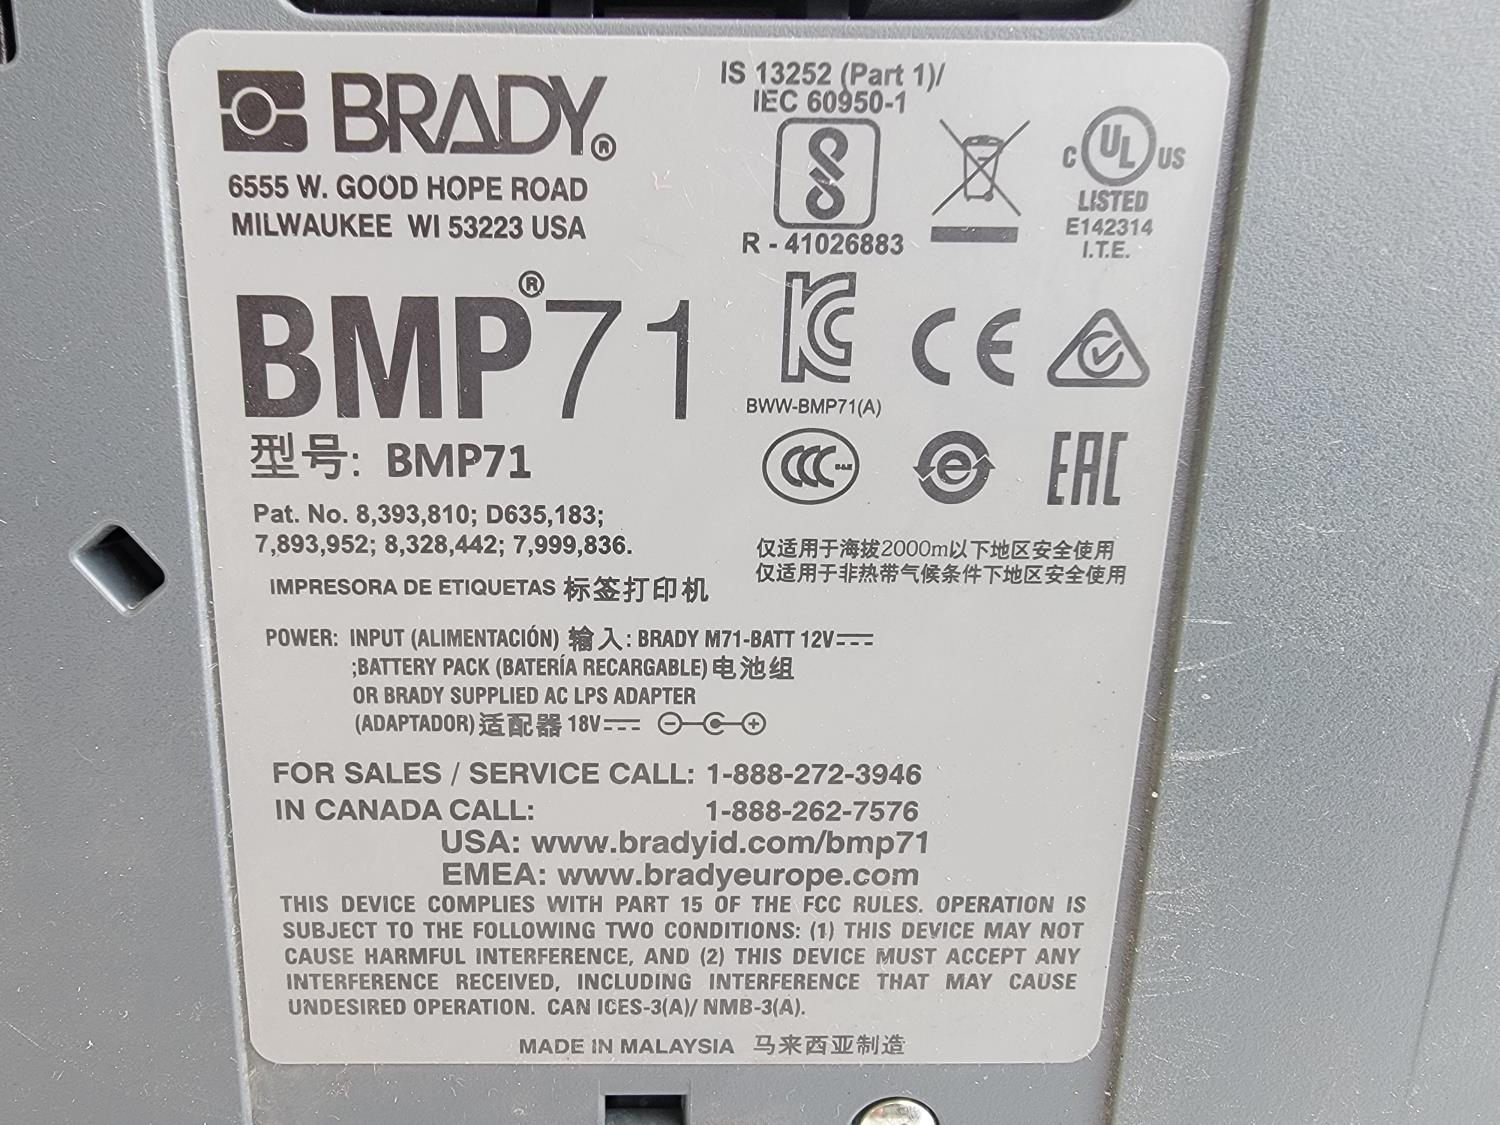 BRADY®
6555 W. GOOD HOPE ROAD
MILWAUKEE WI 53223 USA
IS 13252 (Part 1)/
IEC 60950-1
R - 41026883
C UL US
LISTED
E142314
I.T.E.
BMP®71
型号: BMP71
BWW-BMP71(A)
CE
CCC S&E
e
EAC
Pat. No. 8,393,810; D635,183;
7,893,952; 8,328,442; 7,999,836.
IMPRESORA DE ETIQUETAS 标签打印机
仅适用于海拔2000m以下地区安全使用
仅适用于非热带气候条件下地区安全使用
POWER: INPUT (ALIMENTACIÓN) 输入: BRADY M71-BATT 12V
;BATTERY PACK (BATERÍA RECARGABLE) 电池组
OR BRADY SUPPLIED AC LPS ADAPTER
(ADAPTADOR) 适配器 18V
FOR SALES / SERVICE CALL: 1-888-272-3946
IN CANADA CALL: 1-888-262-7576
USA: www.bradyid.com/bmp71
EMEA: www.bradyeurope.com
THIS DEVICE COMPLIES WITH PART 15 OF THE FCC RULES. OPERATION IS
SUBJECT TO THE FOLLOWING TWO CONDITIONS: (1) THIS DEVICE MAY NOT
CAUSE HARMFUL INTERFERENCE, AND (2) THIS DEVICE MUST ACCEPT ANY
INTERFERENCE RECEIVED, INCLUDING INTERFERENCE THAT MAY CAUSE
UNDESIRED OPERATION. CAN ICES-3(A)/ NMB-3(A).
MADE IN MALAYSIA 马来西亚制造